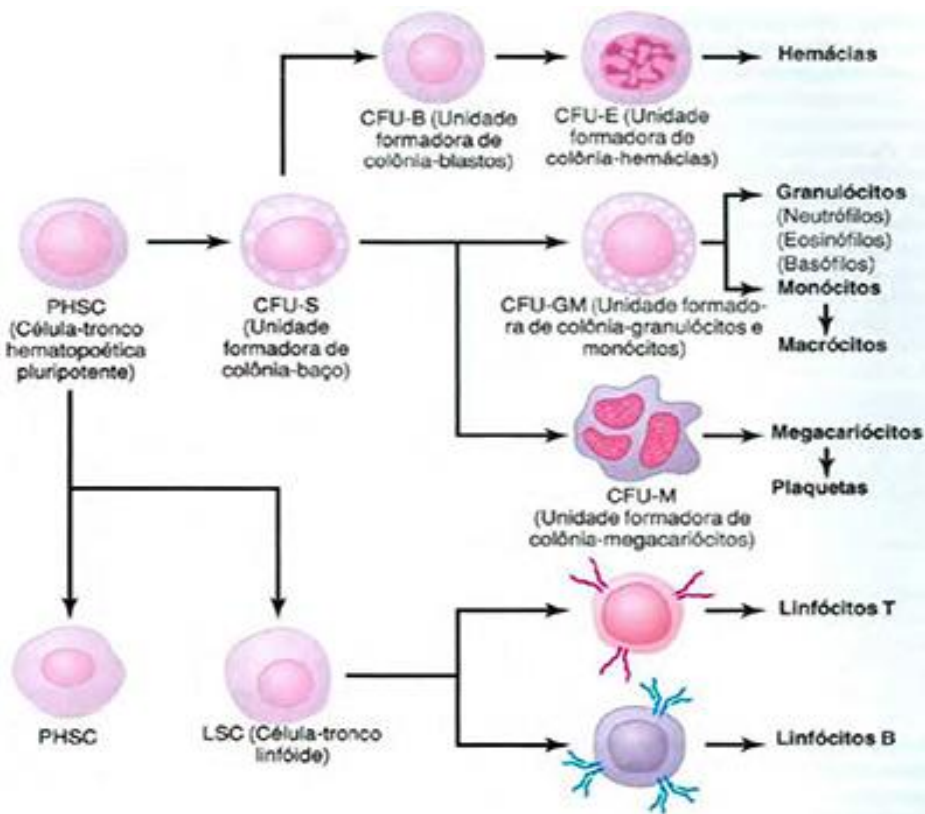 CFU-B (Unidade
formadora de
colônia-blastos)
CFU-E (Unidade
formadora de
colônia-hemácias)
Hemácias
PHSC
(Célula-tronco
hematopoética
pluripotente)
CFU-S
(Unidade
formadora de
colônia-baço)
CFU-GM (Unidade formado-
ra de colônia-granulócitos e
monócitos)
Granulócitos
(Neutrófilos)
(Eosinófilos)
(Basófilos)
Monócitos
Macrócitos
CFU-M
(Unidade formadora de
colônia-megacariócitos)
Megacariócitos
Plaquetas
PHSC
LSC (Célula-tronco
linfóide)
Linfócitos T
Linfócitos B